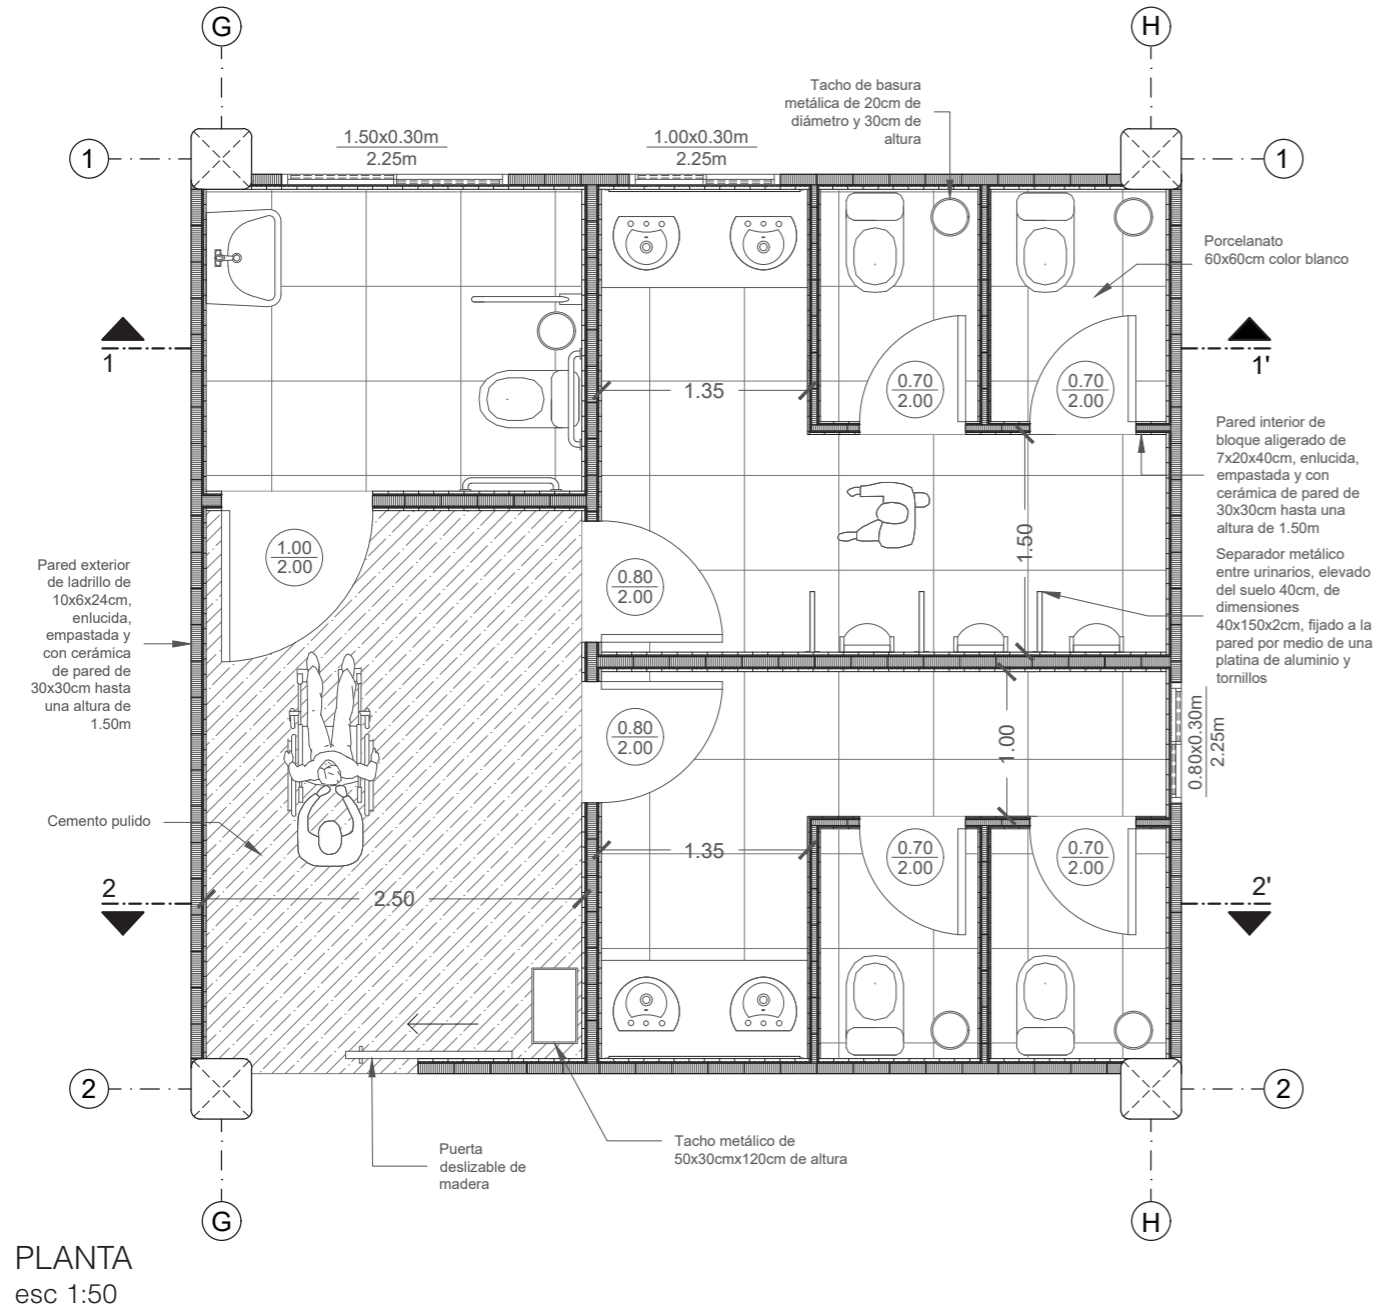 G
H
Tacho de basura
metálica de 20cm de
diámetro y 30cm de
altura
1
1.50x0.30m
2.25m
1.00x0.30m
2.25m
1
Porcelanato
60x60cm color blanco
1
1'
1.35
0.70
2.00
0.70
2.00
Pared interior de
bloque aligerado de
7x20x40cm, enlucida,
empastada y con
cerámica de pared de
30x30cm hasta una
altura de 1.50m
1.50
1.00
2.00
0.80
2.00
Pared exterior
de ladrillo de
10x6x24cm,
enlucida,
empastada y
con cerámica
de pared de
30x30cm hasta
una altura de
1.50m
Separador metálico
entre urinarios, elevado
del suelo 40cm, de
dimensiones
40x150x2cm, fijado a la
pared por medio de una
platina de aluminio y
tornillos
0.80
2.00
1.00
0.80x0.30m
2.25m
Cemento pulido
1.35
0.70
2.00
0.70
2.00
2
2.50
2'
2
2
Puerta
deslizable de
madera
Tacho metálico de
50x30cmx120cm de altura
G
H
PLANTA
esc 1:50